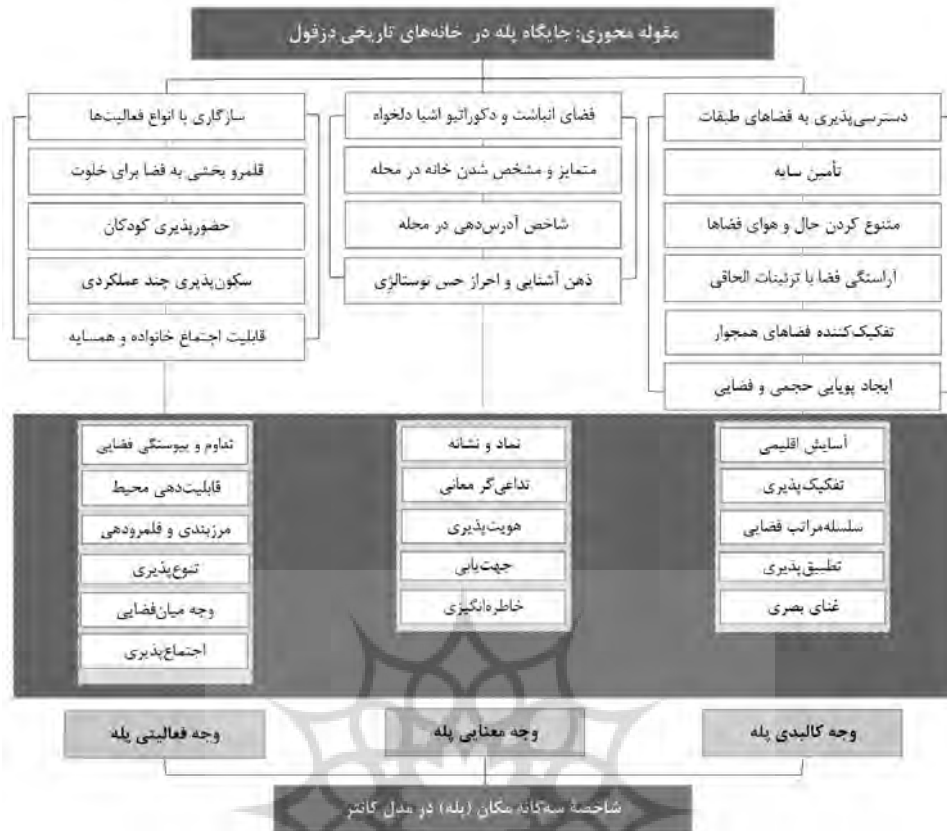 مقوله محوری: جایگاه پله در خانه‌های تاریخی دزفول
دسترسی‌پذیری به فضاهای طبقات
تأمین سایه
متنوع کردن حال و هوای فضاها
آراستگی فضا با تزئینات الحاقی
تفکیک‌کننده فضاهای همجوار
ایجاد پویایی حجمی و فضایی
فضای انباشت و دکوراتیو اشیا دلخواه
متمایز و مشخص شدن خانه در محله
شاخص آدرس‌دهی در محله
ذهن آشنایی و احراز حس نوستالژی
سازگاری با انواع فعالیت‌ها
قلمرو بخشی به فضا برای خلوت
حضورپذیری کودکان
سکون‌پذیری چند عملکردی
قابلیت اجتماع خانواده و همسایه
آسایش اقلیمی
تفکیک‌پذیری
سلسله‌مراتب فضایی
تطبیق‌پذیری
غنای بصری
نماد و نشانه
تداعی‌گر معانی
هویت‌پذیری
جهت‌یابی
خاطره‌انگیزی
تداوم و پیوستگی فضایی
قابلیت‌دهی محیط
مرزبندی و قلمرودهی
تنوع‌پذیری
وجه میان‌فضایی
اجتماع‌پذیری
وجه کالبدی پله
وجه معنایی پله
وجه فعالیتی پله
شاخصهٔ سه‌گانه مکان (پله) در مدل کانتر